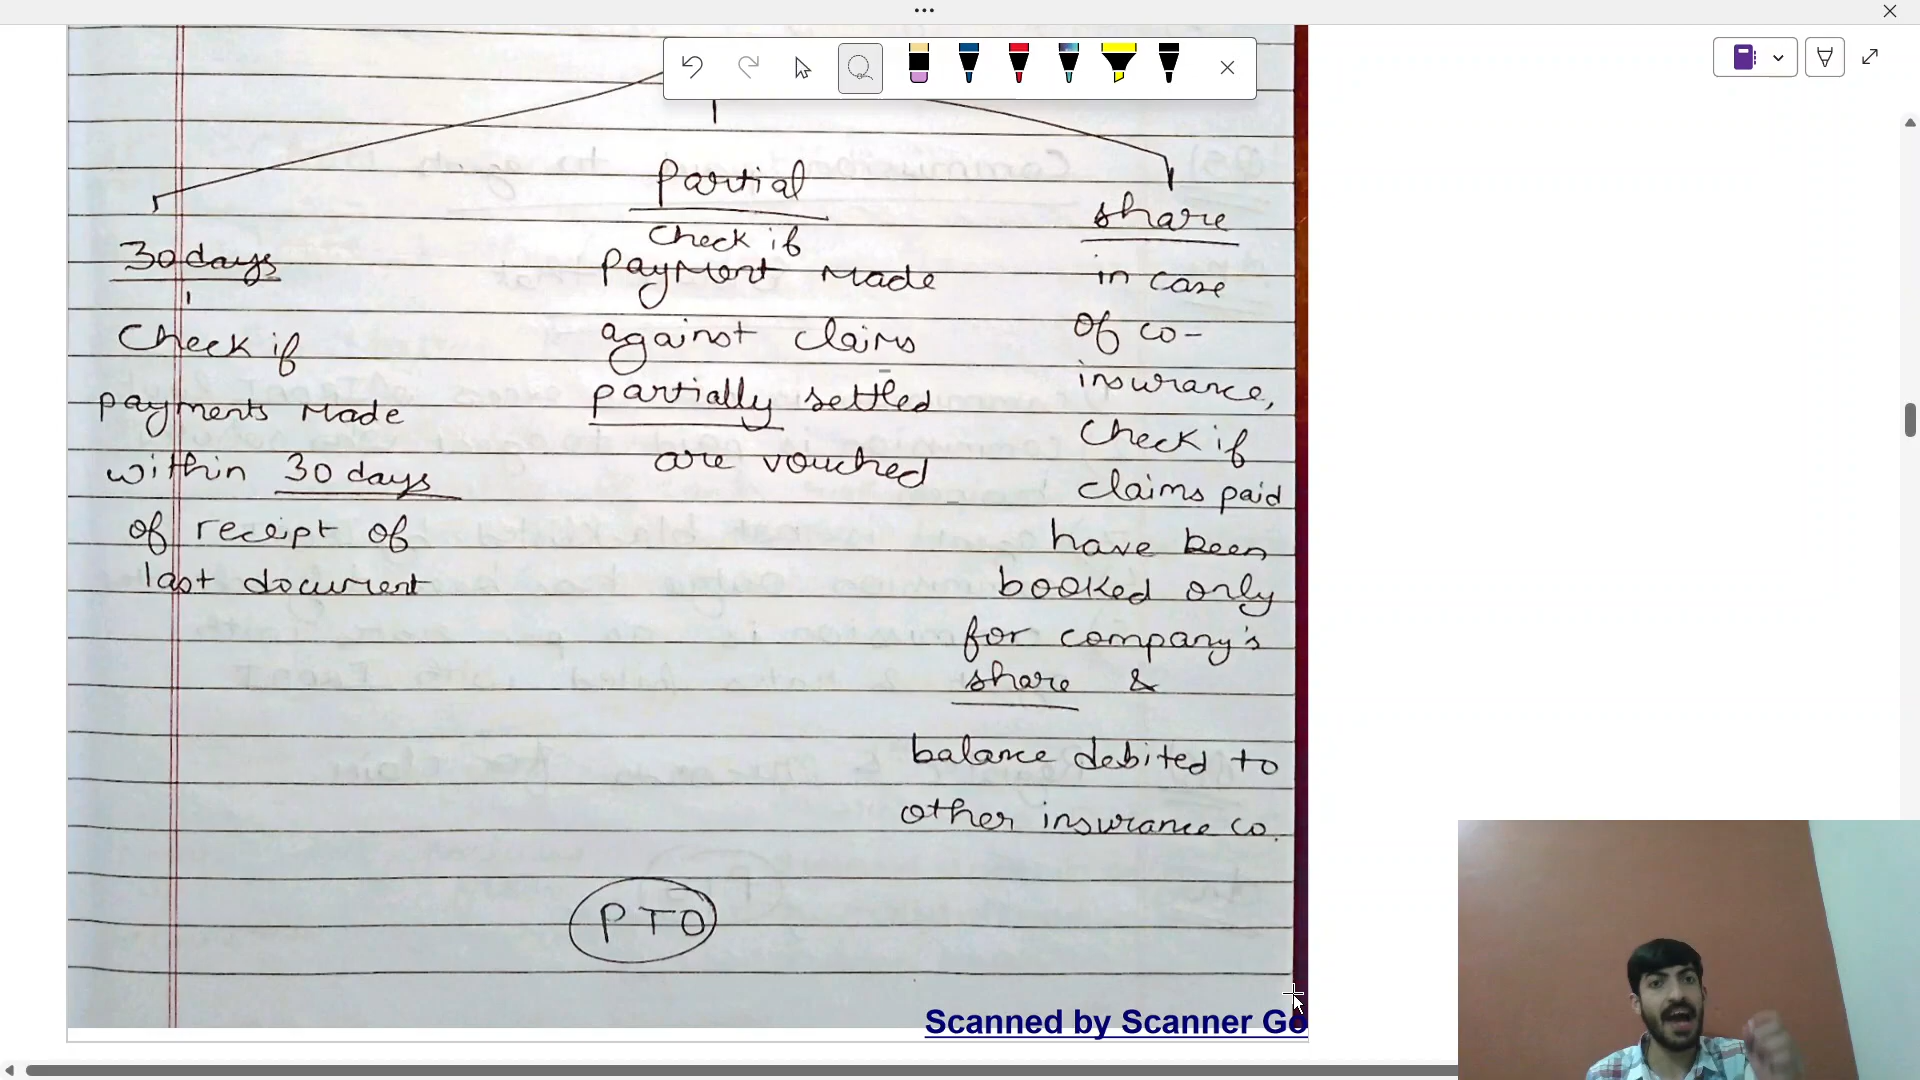 Partial
share
30 days
Check if
Payment Made
in case
of co-
Check if
against claims
insurance,
payments Made
partially settled
Check if
within 30 days
are vouched
claims paid
of receipt of
have been
last document
booked only
for company's
share &
balance debited to
other insurance co.
PTO
Scanned by Scanner Go